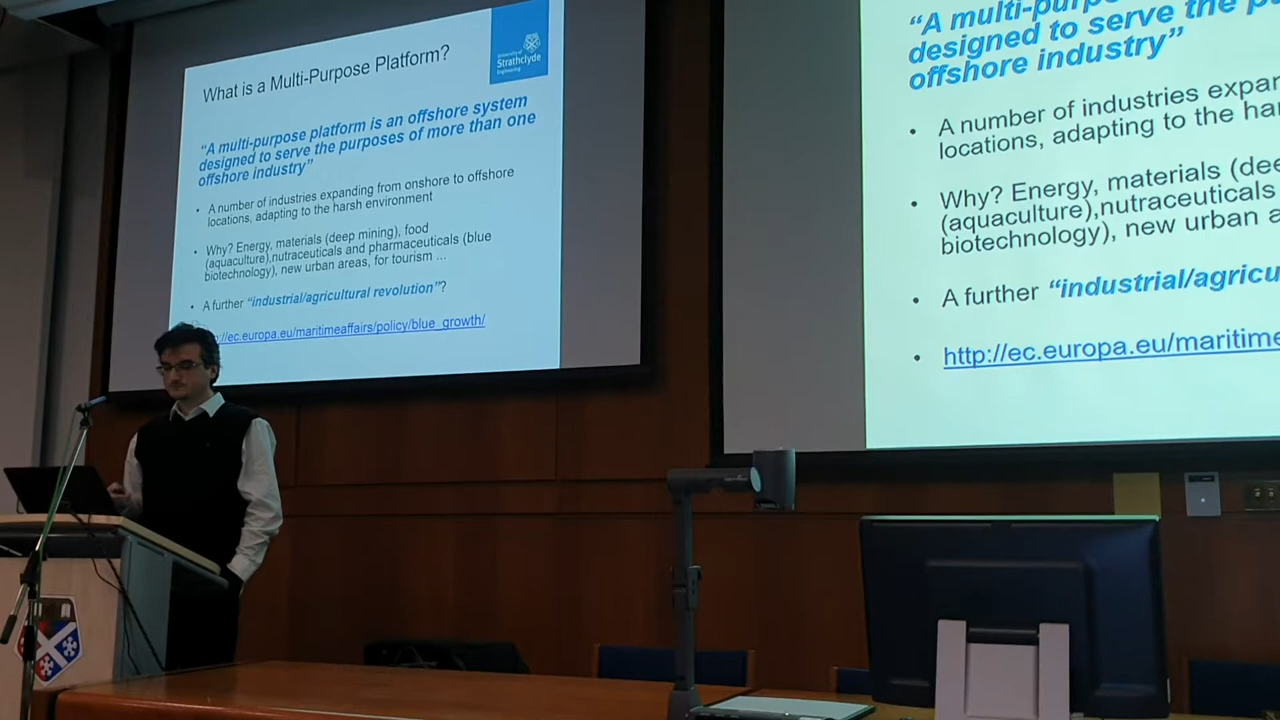 What is a Multi-Purpose Platform?
University of
Strathclyde
Engineering
“A multi-purpose platform is an offshore system
designed to serve the purposes of more than one
offshore industry”
• A number of industries expanding from onshore to offshore
locations, adapting to the harsh environment
• Why? Energy, materials (deep mining), food
(aquaculture),nutraceuticals and pharmaceuticals (blue
biotechnology), new urban areas, for tourism ...
• A further “industrial/agricultural revolution”?
://ec.europa.eu/maritimeaffairs/policy/blue_growth/
“A multi-purpose
designed to serve the
offshore industry”
• A number of industries expan
locations, adapting to the ha
• Why? Energy, materials (dee
(aquaculture),nutraceuticals
biotechnology), new urban a
• A further “industrial/agricu
• http://ec.europa.eu/maritime